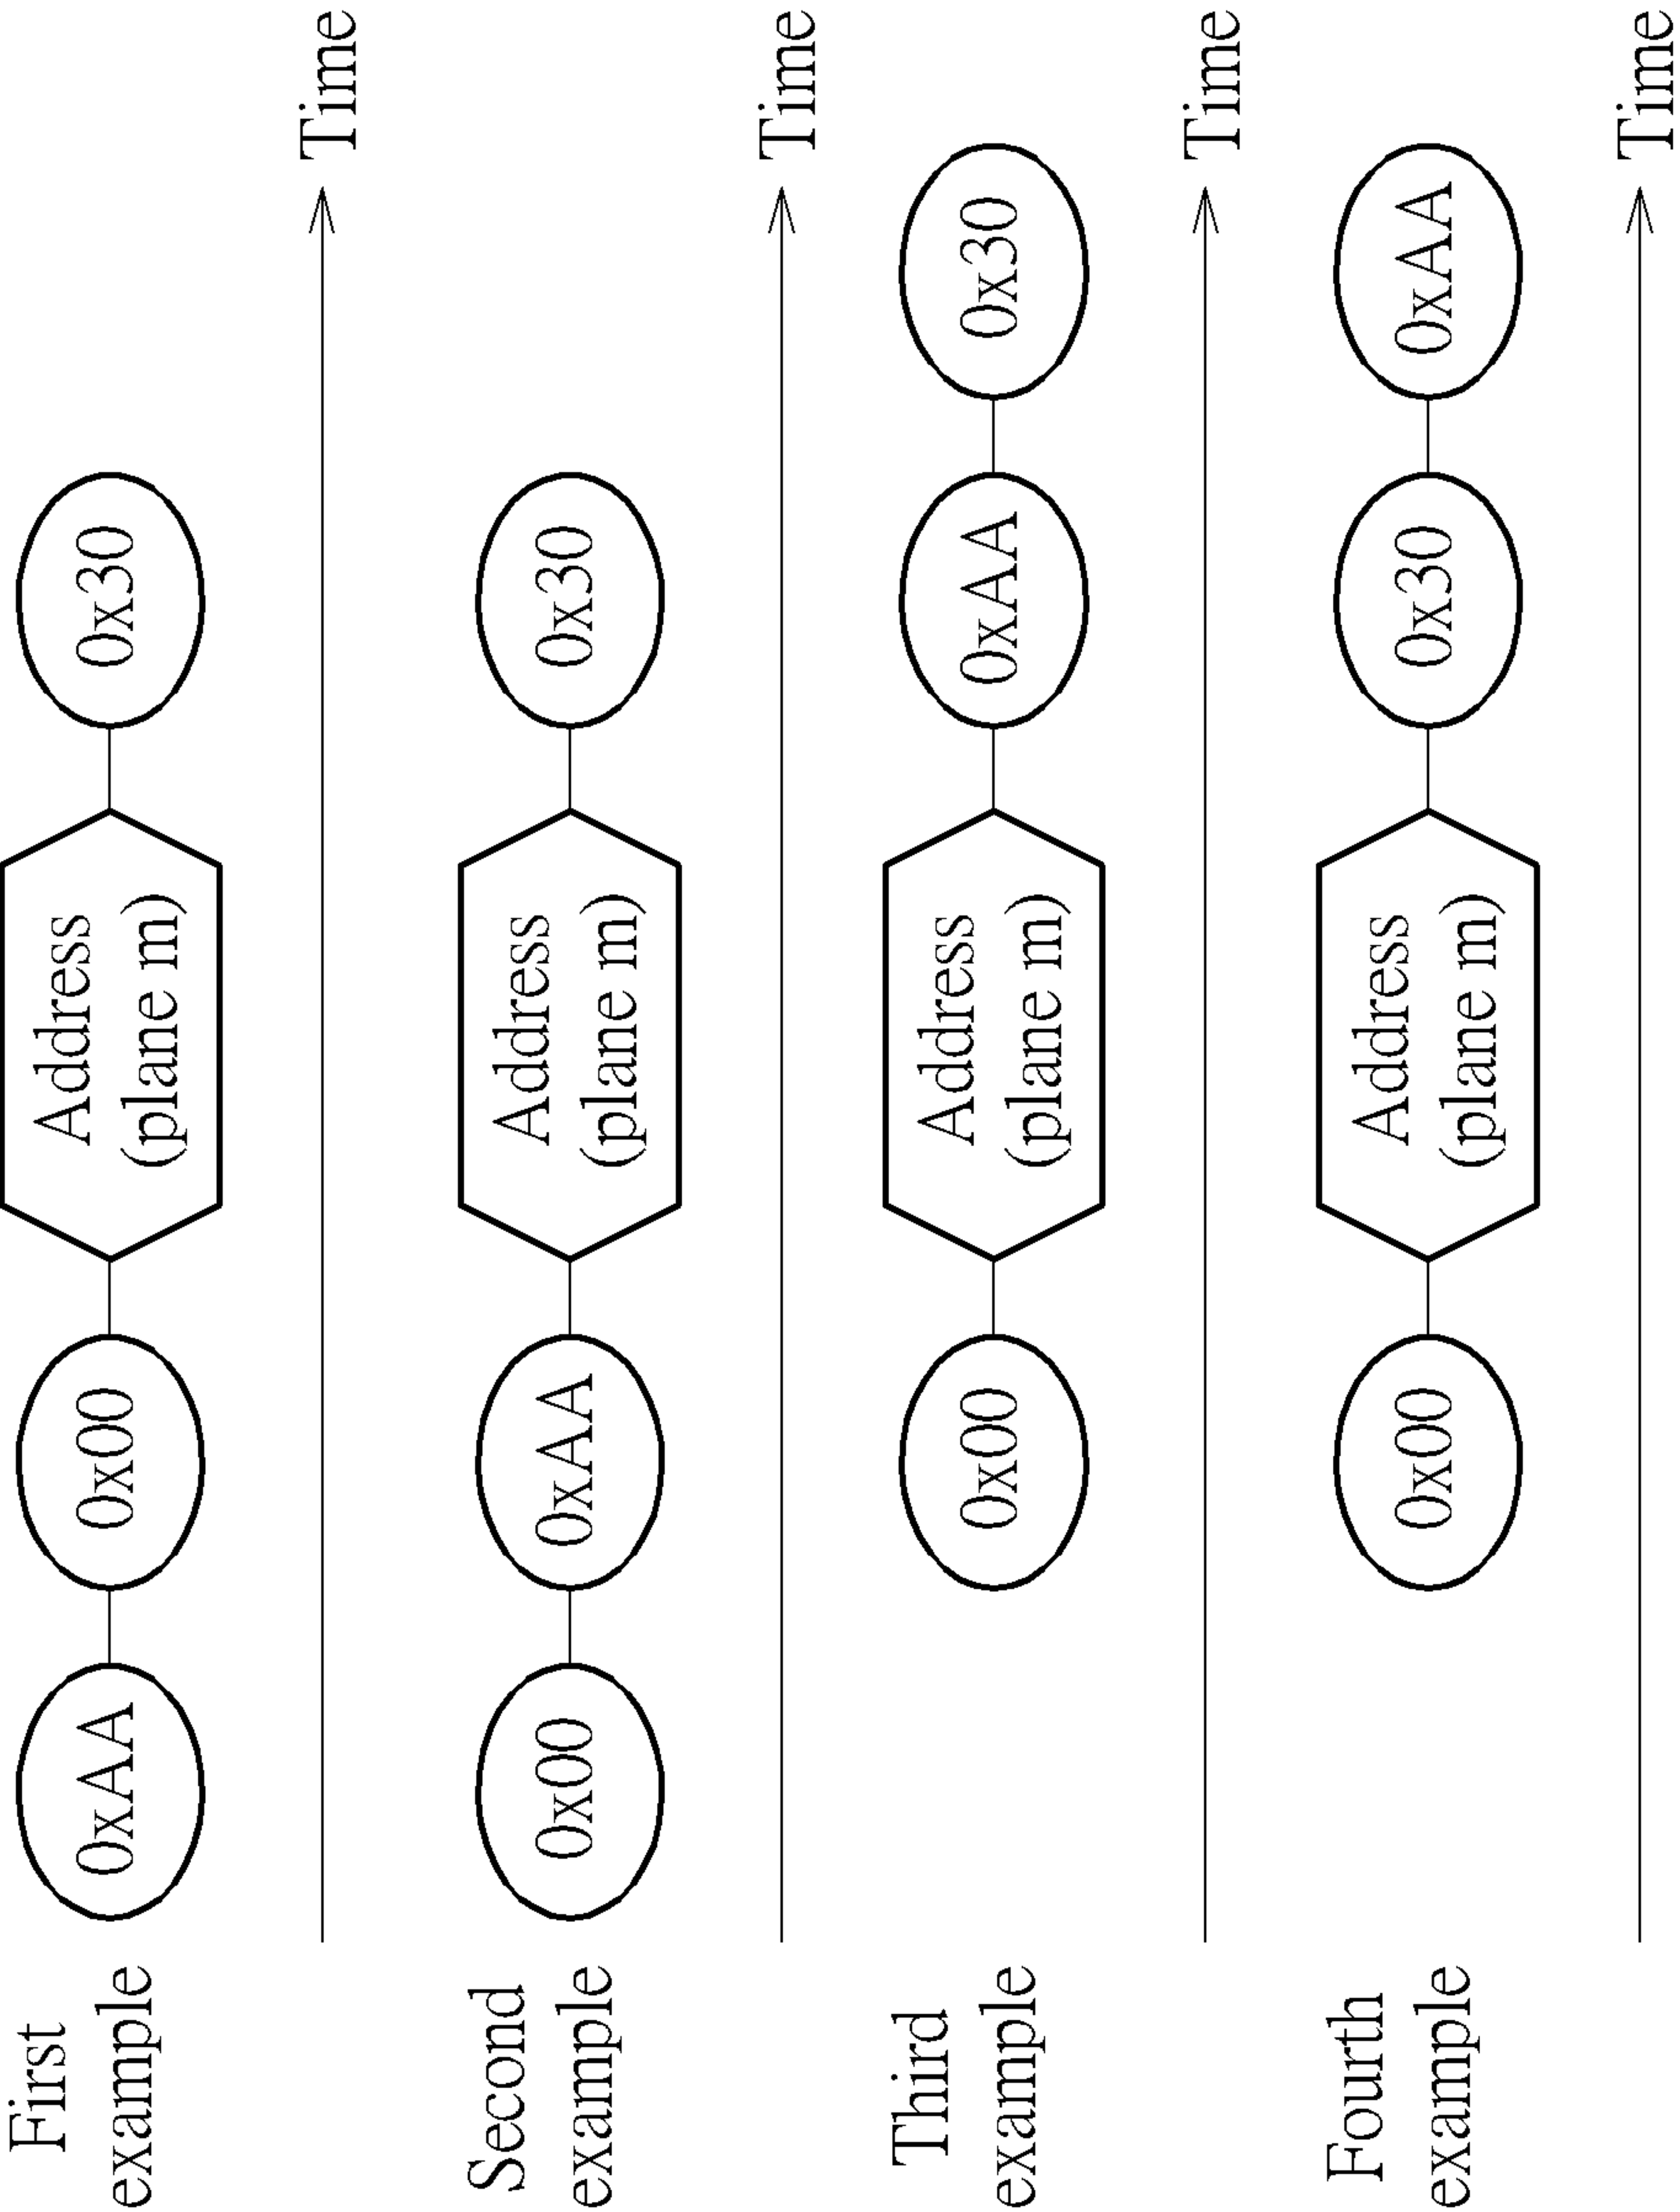 First
example
0xAA
0x00
Address
(plane m)
0x30
Time
Second
example
0x00
0xAA
Address
(plane m)
0x30
Time
Third
example
0x00
Address
(plane m)
0xAA
0x30
Time
Fourth
example
0x00
Address
(plane m)
0x30
0xAA
Time